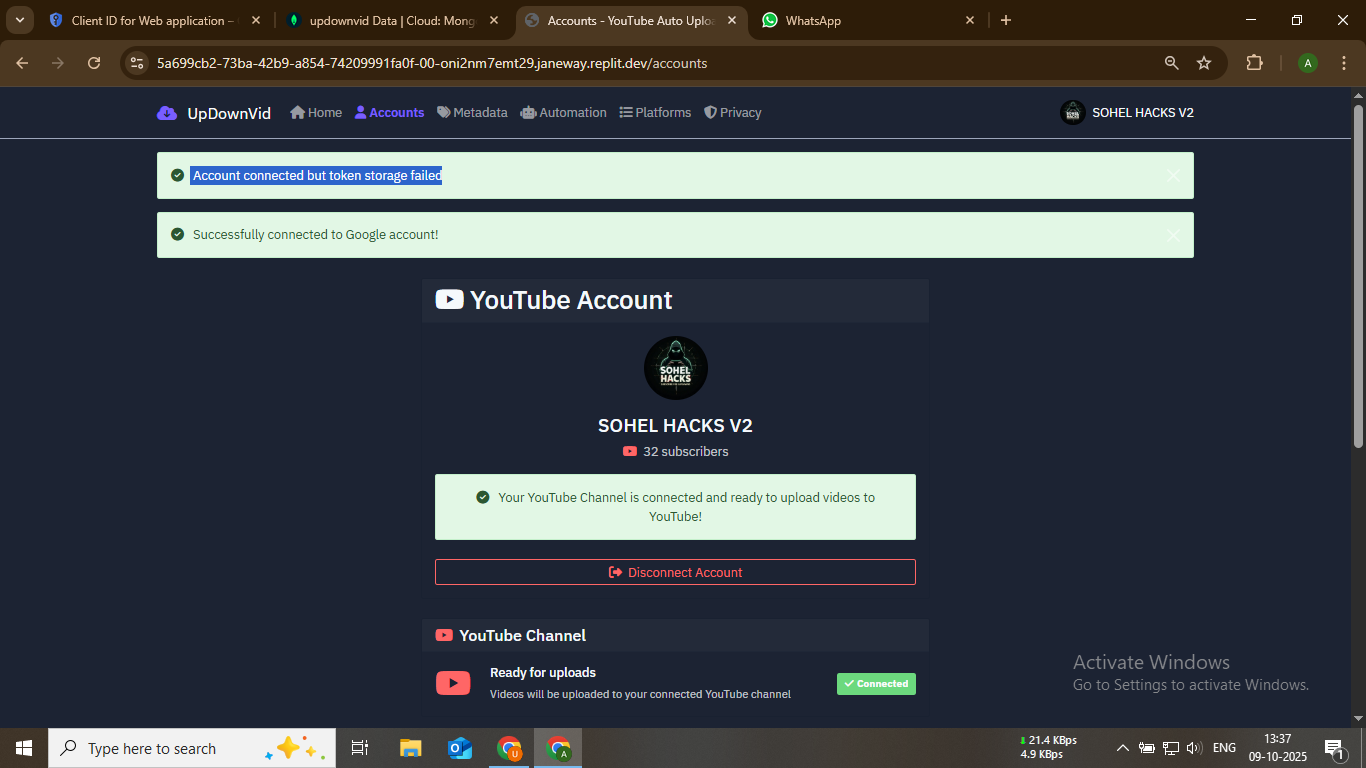 Client ID for Web application –
updownvid Data | Cloud: Mong
Accounts - YouTube Auto Uplo
WhatsApp
5a699cb2-73ba-42b9-a854-74209991fa0f-00-oni2nm7emt29.janeway.replit.dev/accounts
A
UpDownVid
Home
Accounts
Metadata
Automation
Platforms
Privacy
SOHEL HACKS V2
Account connected but token storage failed
Successfully connected to Google account!
YouTube Account
SOHEL
HACKS
SOHEL HACKS V2
32 subscribers
Your YouTube Channel is connected and ready to upload videos to
YouTube!
Disconnect Account
YouTube Channel
Ready for uploads
Videos will be uploaded to your connected YouTube channel
Connected
Activate Windows
Go to Settings to activate Windows.
Type here to search
U
A
21.4 KBps
4.9 KBps
ENG
13:37
09-10-2025
1